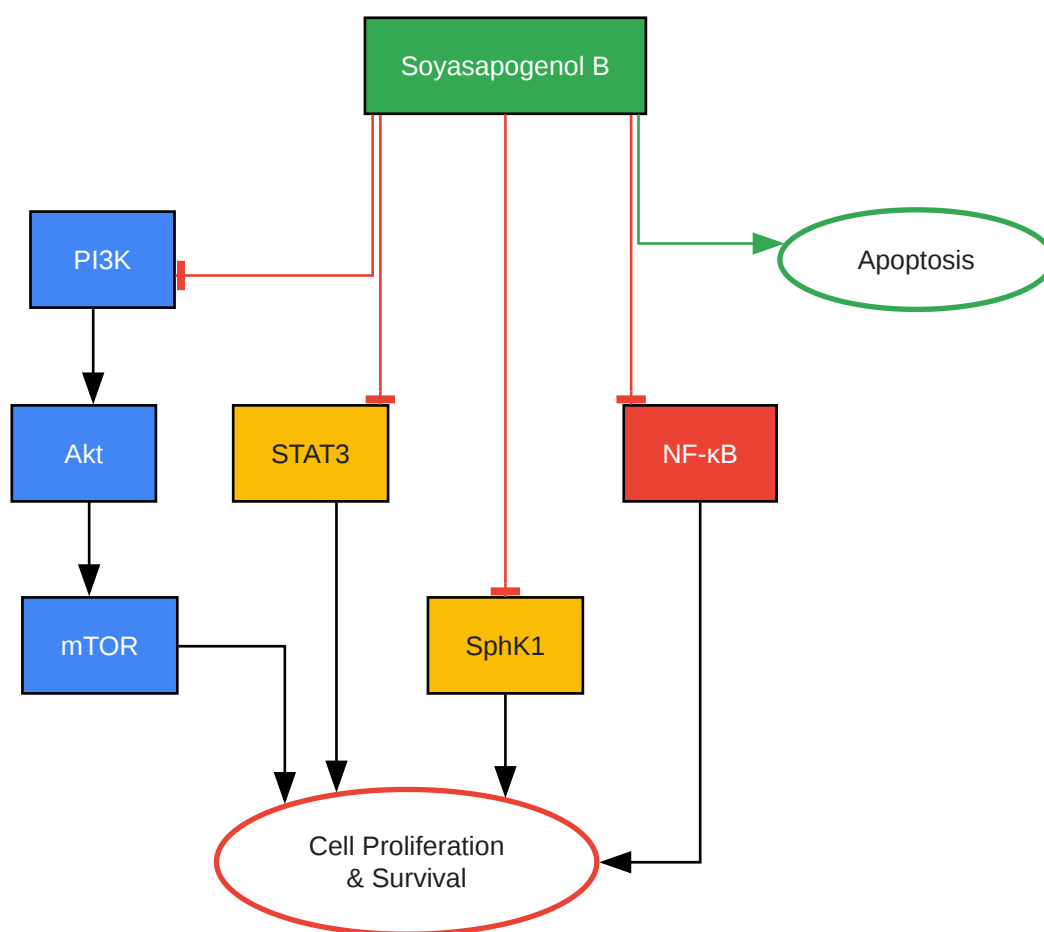 Soyasapogenol B
PI3K
Apoptosis
Akt
STAT3
NF-κB
mTOR
SphK1
Cell Proliferation
& Survival